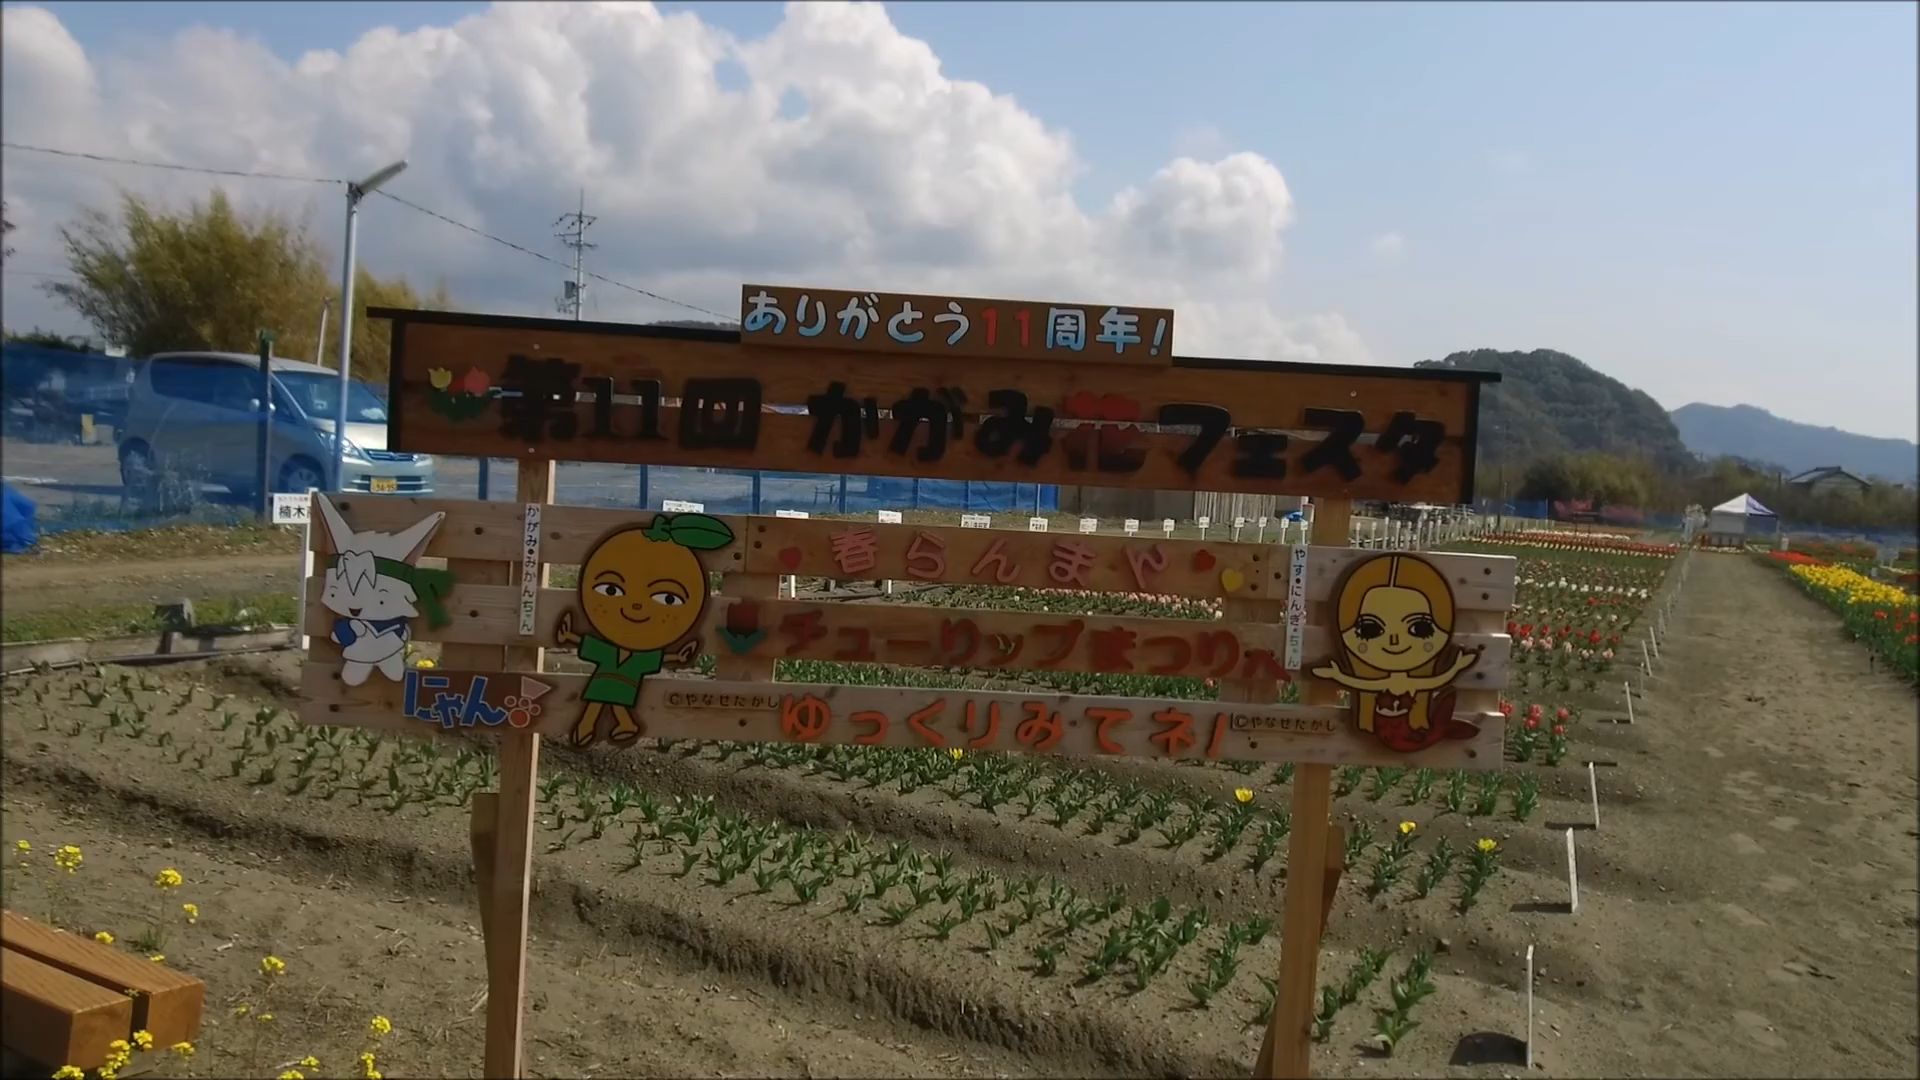 ありがとう11周年!
第11回 かがみ花フェスタ
かがみ・みかんちゃん
春らんまん
やす・にんぎょちゃん
チューリップまつりへ
にゃん
©やなせたかし
ゆっくりみてネ!
©やなせたかし
楠木